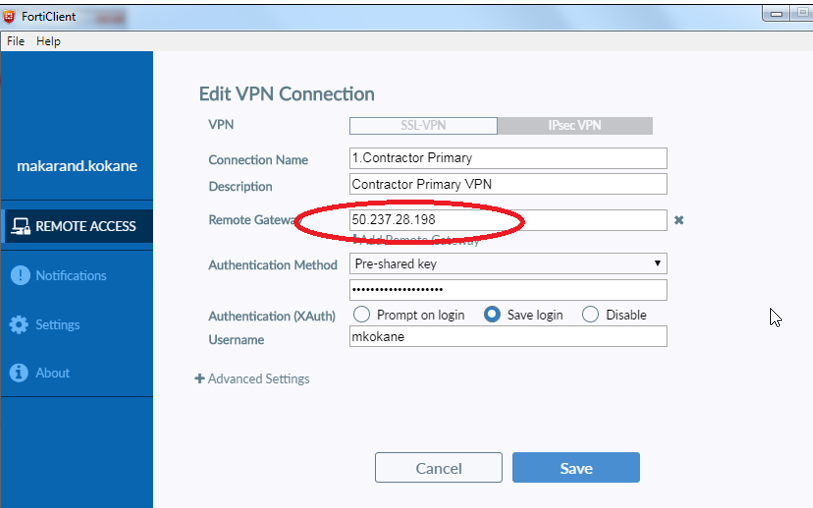 FortiClient
File Help
makarand.kokane
REMOTE ACCESS
Notifications
Settings
About
Edit VPN Connection
VPN SSL-VPN IPsec VPN
Connection Name 1.Contractor Primary
Description Contractor Primary VPN
Remote Gateway 50.237.28.198
Add Remote Gateway
Authentication Method Pre-shared key
••••••••••••••••••••
Authentication (XAuth) Prompt on login Save login Disable
Username mkokane
+ Advanced Settings
Cancel Save